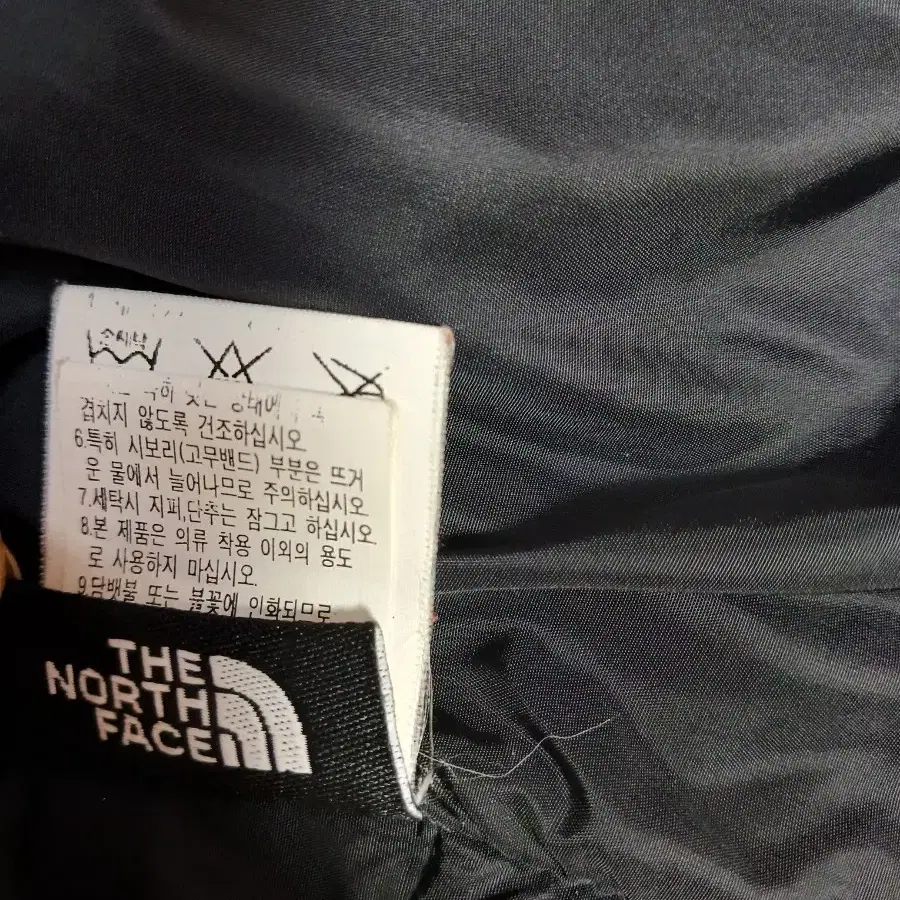 손세탁
겹치지 않도록 건조하십시오
6.특히 시보리(고무밴드) 부분은 뜨거
운 물에서 늘어나므로 주의하십시오
7.세탁시 지퍼,단추는 잠그고 하십시오
8.본 제품은 의류 착용 이외의 용도
로 사용하지 마십시오.
9.담뱃불 또는 불꽃에 인화되므로
THE
NORTH
FACE